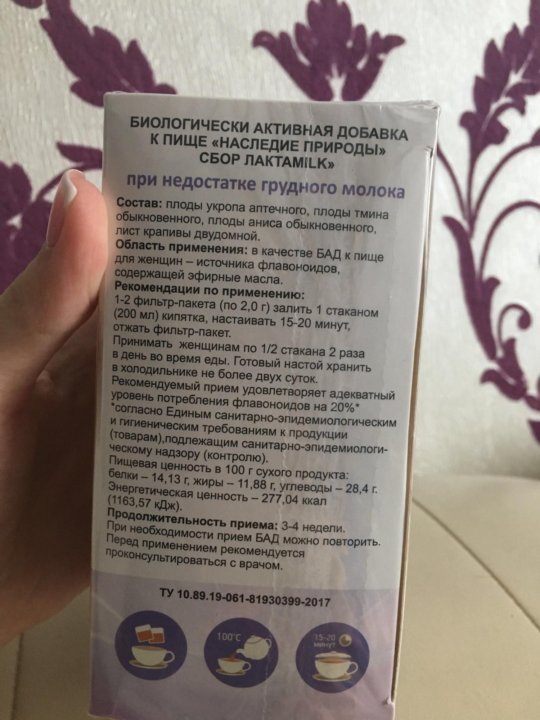 БИОЛОГИЧЕСКИ АКТИВНАЯ ДОБАВКА
К ПИЩЕ «НАСЛЕДИЕ ПРИРОДЫ»
СБОР ЛАКТАMILK»
при недостатке грудного молока
Состав: плоды укропа аптечного, плоды тмина
обыкновенного, плоды аниса обыкновенного,
лист крапивы двудомной.
Область применения: в качестве БАД к пище
для женщин – источника флавоноидов,
содержащей эфирные масла.
Рекомендации по применению:
1-2 фильтр-пакета (по 2,0 г) залить 1 стаканом
(200 мл) кипятка, настаивать 15-20 минут,
отжать фильтр-пакет.
Принимать женщинам по 1/2 стакана 2 раза
в день во время еды. Готовый настой хранить
в холодильнике не более двух суток.
Рекомендуемый прием удовлетворяет адекватный
уровень потребления флавоноидов на 20%*
*согласно Единым санитарно-эпидемиологическим
и гигиеническим требованиям к продукции
(товарам),подлежащим санитарно-эпидемиологи-
ческому надзору (контролю).
Пищевая ценность в 100 г сухого продукта:
белки – 14,13 г, жиры – 11,88 г, углеводы – 28,4 г.
Энергетическая ценность – 277,04 ккал
(1163,57 кДж).
Продолжительность приема: 3-4 недели.
При необходимости прием БАД можно повторить.
Перед применением рекомендуется
проконсультироваться с врачом.
ТУ 10.89.19-061-81930399-2017
100°C
15-20
МИНУТ